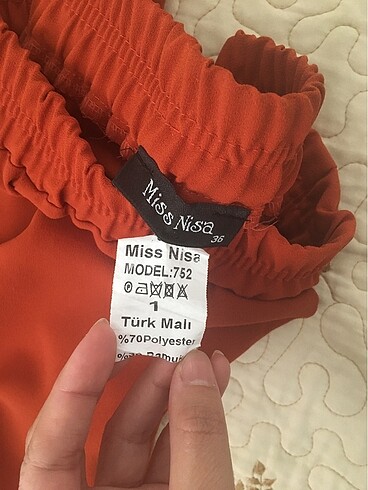 Miss Nisa
36
Miss Nisa
MODEL:752
1
Türk Malı
%70Polyester